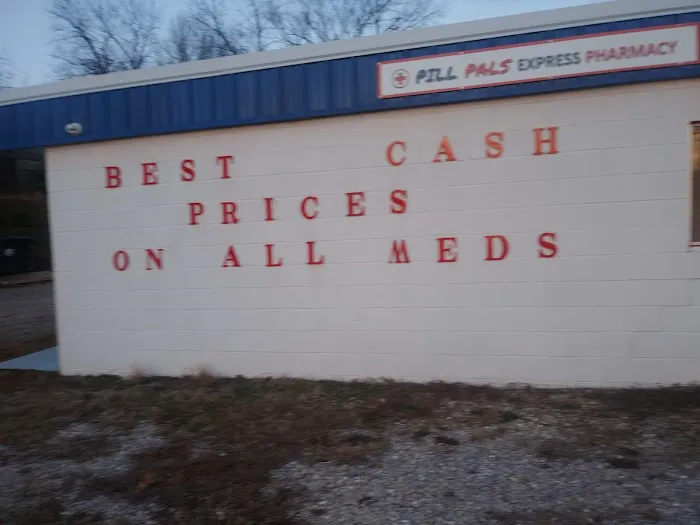 PILL PALS EXPRESS PHARMACY
BEST CASH
PRICES
ON ALL MEDS